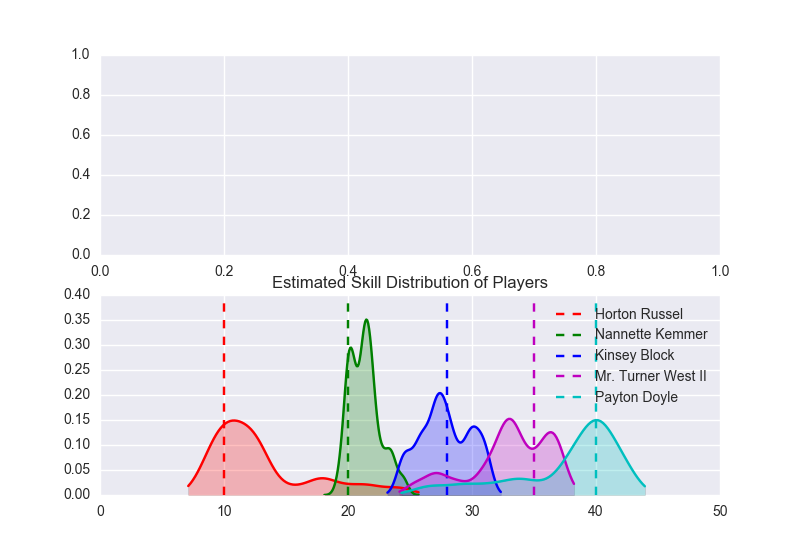 1.0
0.8
0.6
0.4
0.2
0.0
0.0 0.2 0.4 0.6 0.8 1.0
Estimated Skill Distribution of Players
0.40
0.35
0.30
0.25
0.20
0.15
0.10
0.05
0.00
Horton Russel
Nannette Kemmer
Kinsey Block
Mr. Turner West II
Payton Doyle
0 10 20 30 40 50